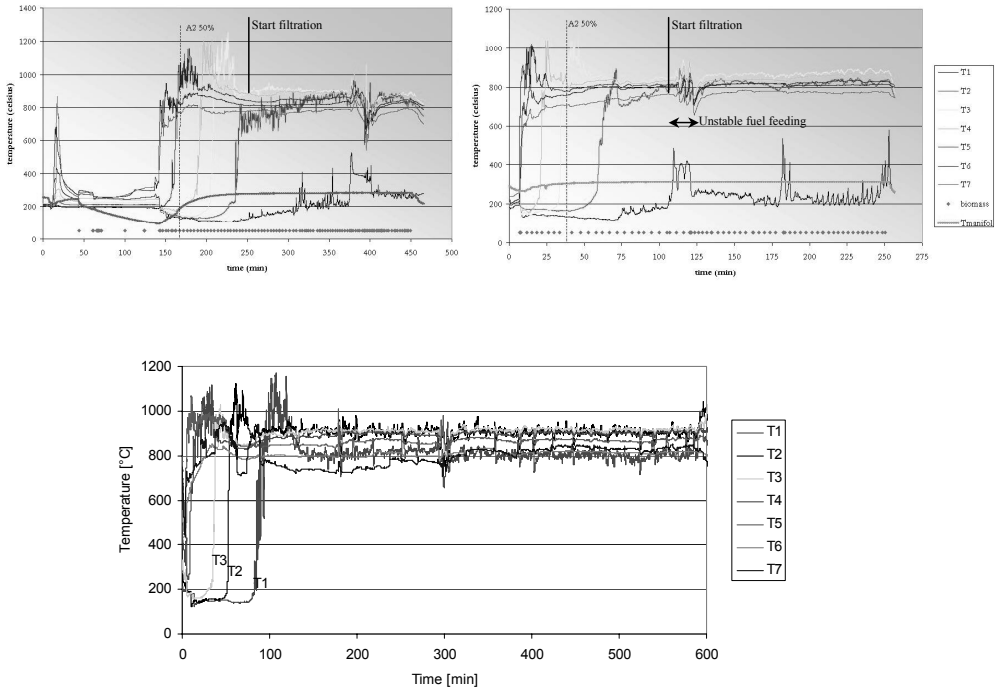 1400
1200
1000
800
600
400
200
0
temperature (celsius)
A2 50%
Start filtration
0 50 100 150 200 250 300 350 400 450 500
time (min)
1200
1000
800
600
400
200
0
temperature (celsius)
A2 50%
Start filtration
Unstable fuel feeding
0 25 50 75 100 125 150 175 200 225 250 275
time (min)
T1
T2
T3
T4
T5
T6
T7
biomass
Tmanifol
1200
1000
800
600
400
200
0
Temperature [°C]
T3
T2
T1
0 100 200 300 400 500 600
Time [min]
T1
T2
T3
T4
T5
T6
T7